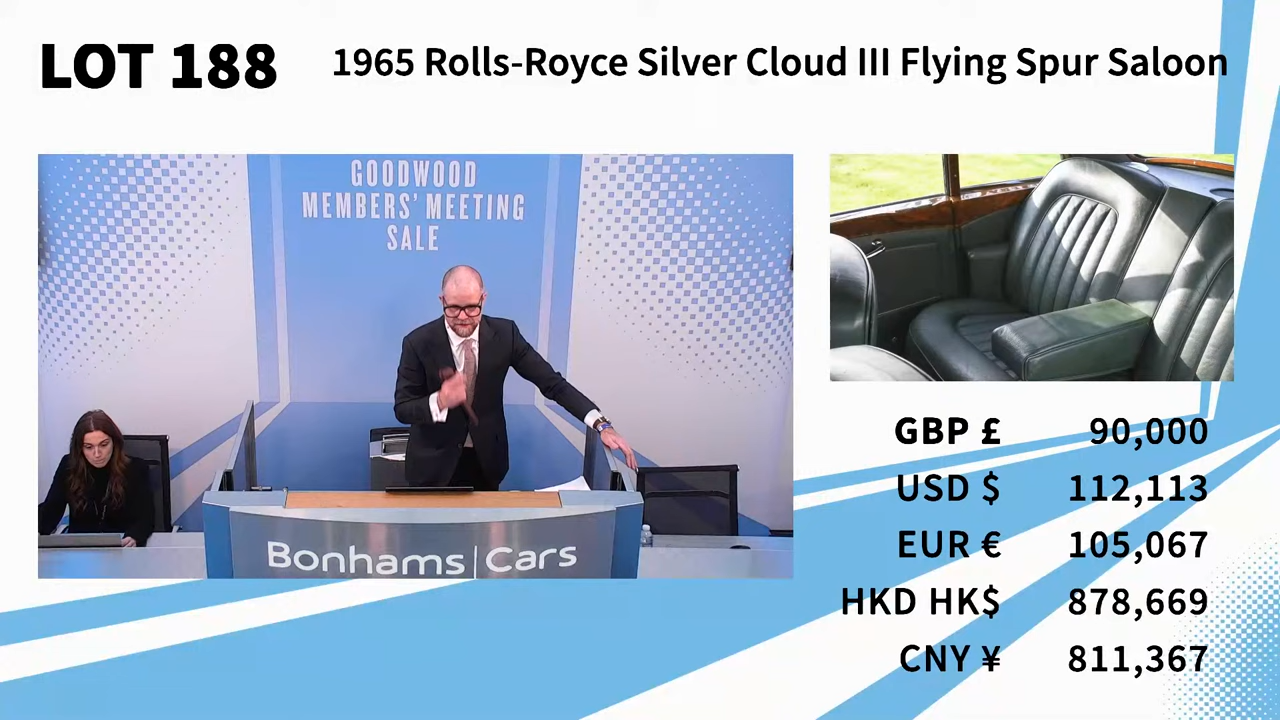 LOT 188
1965 Rolls-Royce Silver Cloud III Flying Spur Saloon
GOODWOOD
MEMBERS' MEETING
SALE
Bonhams|Cars
GBP £ 90,000
USD $ 112,113
EUR € 105,067
HKD HK$ 878,669
CNY ¥ 811,367